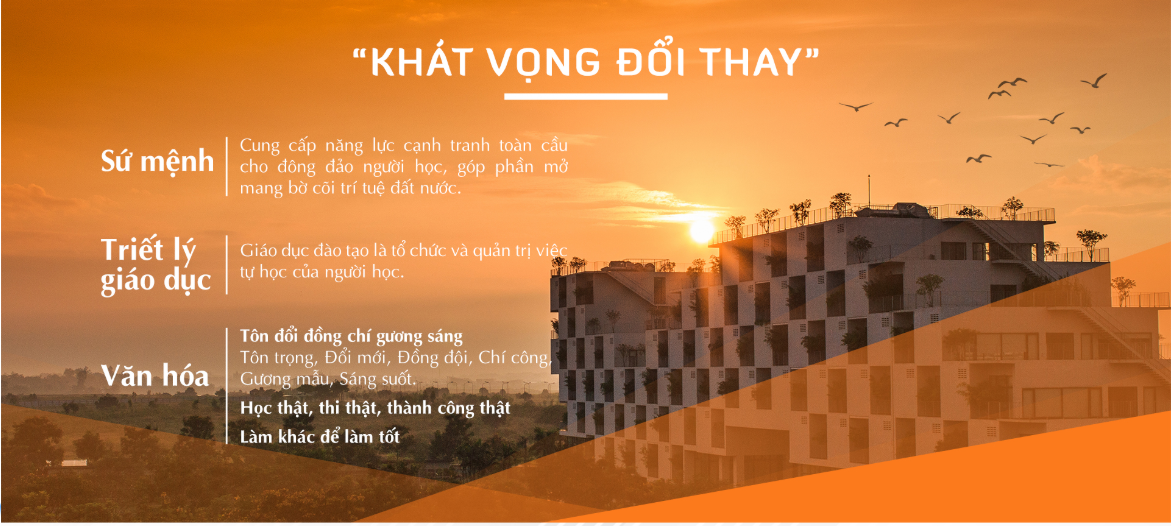 “KHÁT VỌNG ĐỔI THAY”
Sứ mệnh
Cung cấp năng lực cạnh tranh toàn cầu
cho đông đảo người học, góp phần mở
mang bờ cõi trí tuệ đất nước.
Triết lý
giáo dục
Giáo dục đào tạo là tổ chức và quản trị việc
tự học của người học.
Văn hóa
Tôn đổi đồng chí gương sáng
Tôn trọng, Đổi mới, Đồng đội, Chí công,
Gương mẫu, Sáng suốt.
Học thật, thi thật, thành công thật
Làm khác để làm tốt